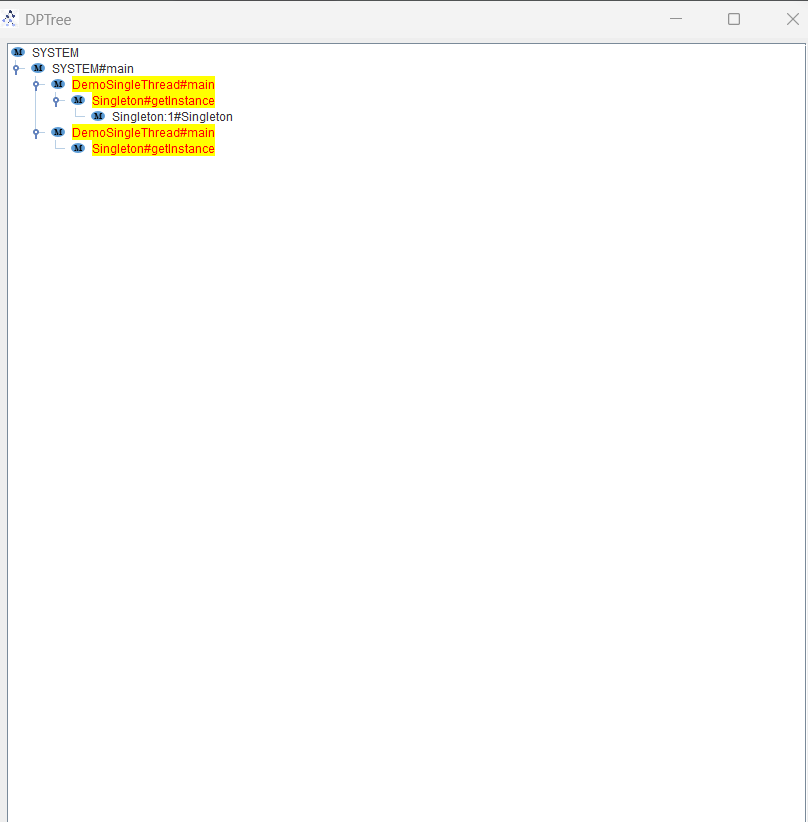 DPTree
SYSTEM
SYSTEM#main
DemoSingleThread#main
Singleton#getInstance
Singleton:1#Singleton
DemoSingleThread#main
Singleton#getInstance